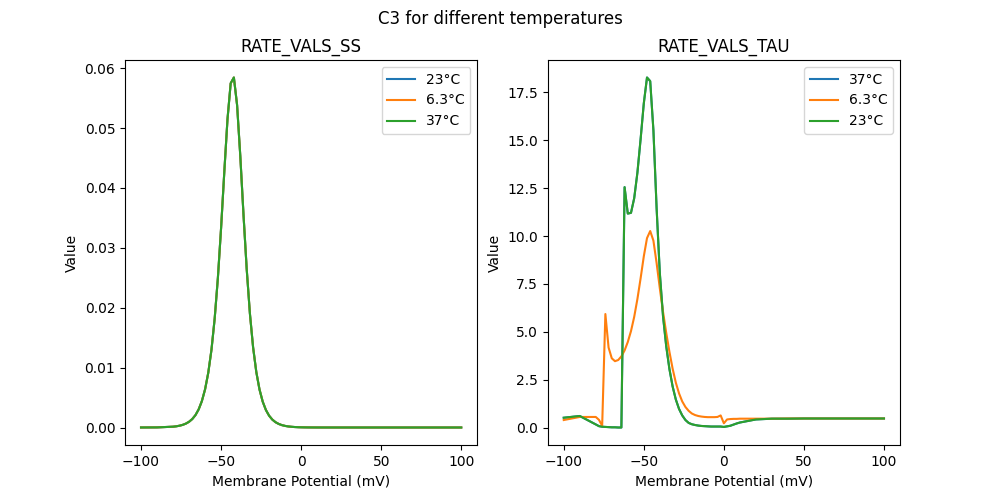 C3 for different temperatures
RATE_VALS_SS
RATE_VALS_TAU
0.06
0.05
0.04
0.03
0.02
0.01
0.00
Value
−100
−50
0
50
100
Membrane Potential (mV)
23°C
6.3°C
37°C
17.5
15.0
12.5
10.0
7.5
5.0
2.5
0.0
Value
−100
−50
0
50
100
Membrane Potential (mV)
37°C
6.3°C
23°C